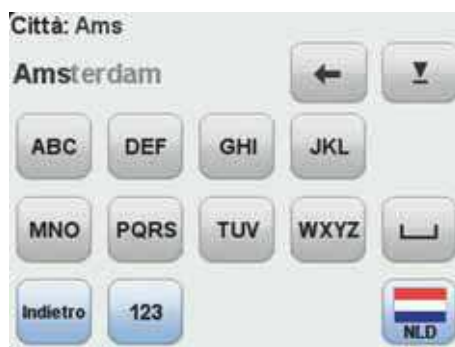 Città: Ams
Amsterdam
ABC DEF GHI JKL
MNO PQRS TUV WXYZ
Indietro 123 NLD